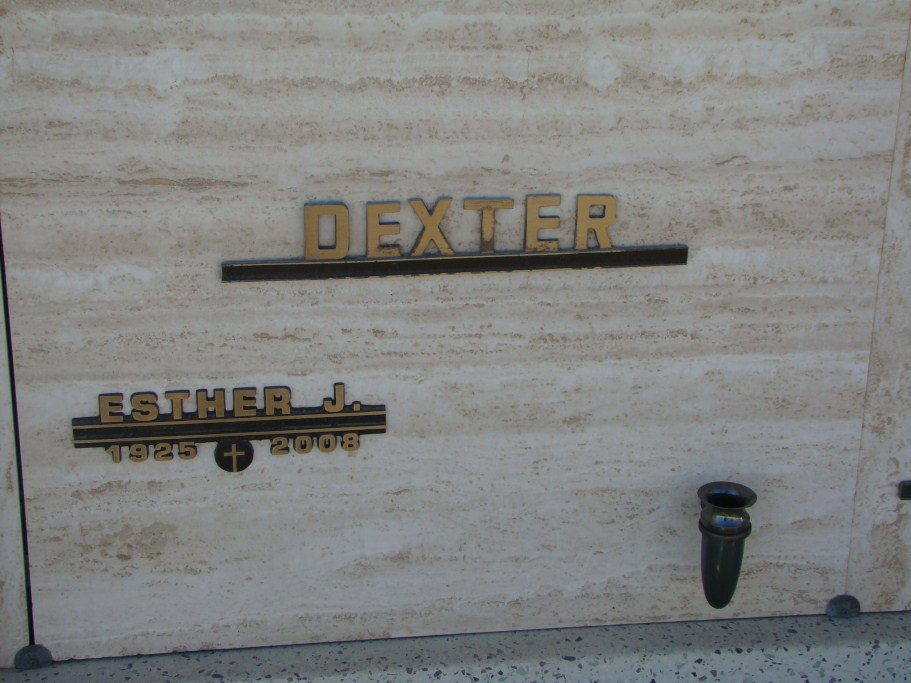 DEXTER
ESTHER J.
1925 2008